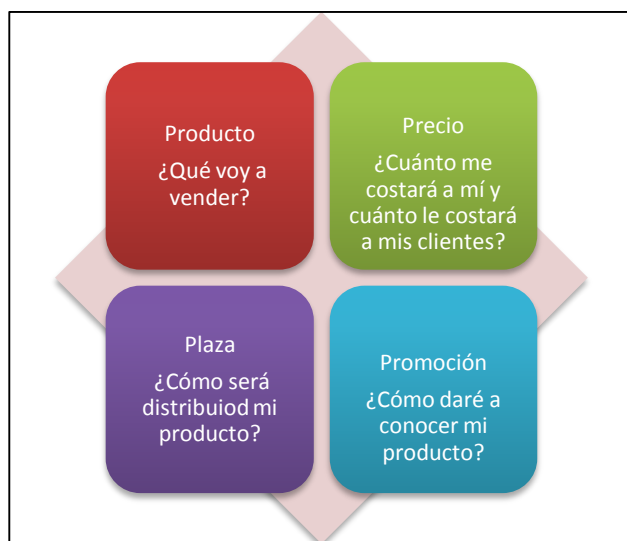 Producto
¿Qué voy a
vender?
Precio
¿Cuánto me
costará a mí y
cuánto le costará
a mis clientes?
Plaza
¿Cómo será
distribuiod mi
producto?
Promoción
¿Cómo daré a
conocer mi
producto?